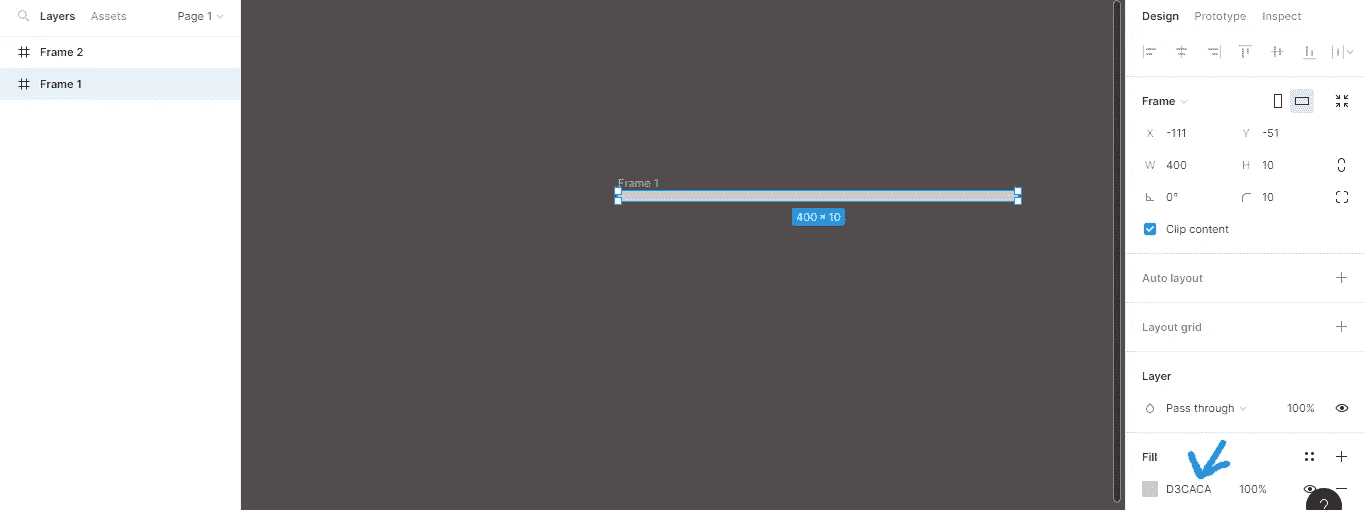 Layers Assets Page 1
Frame 2
Frame 1
Frame 1
400 × 10
Design Prototype Inspect
Frame
X -111 Y -51
W 400 H 10
0° 10
Clip content
Auto layout
Layout grid
Layer
Pass through 100%
Fill
D3CACA 100%
?